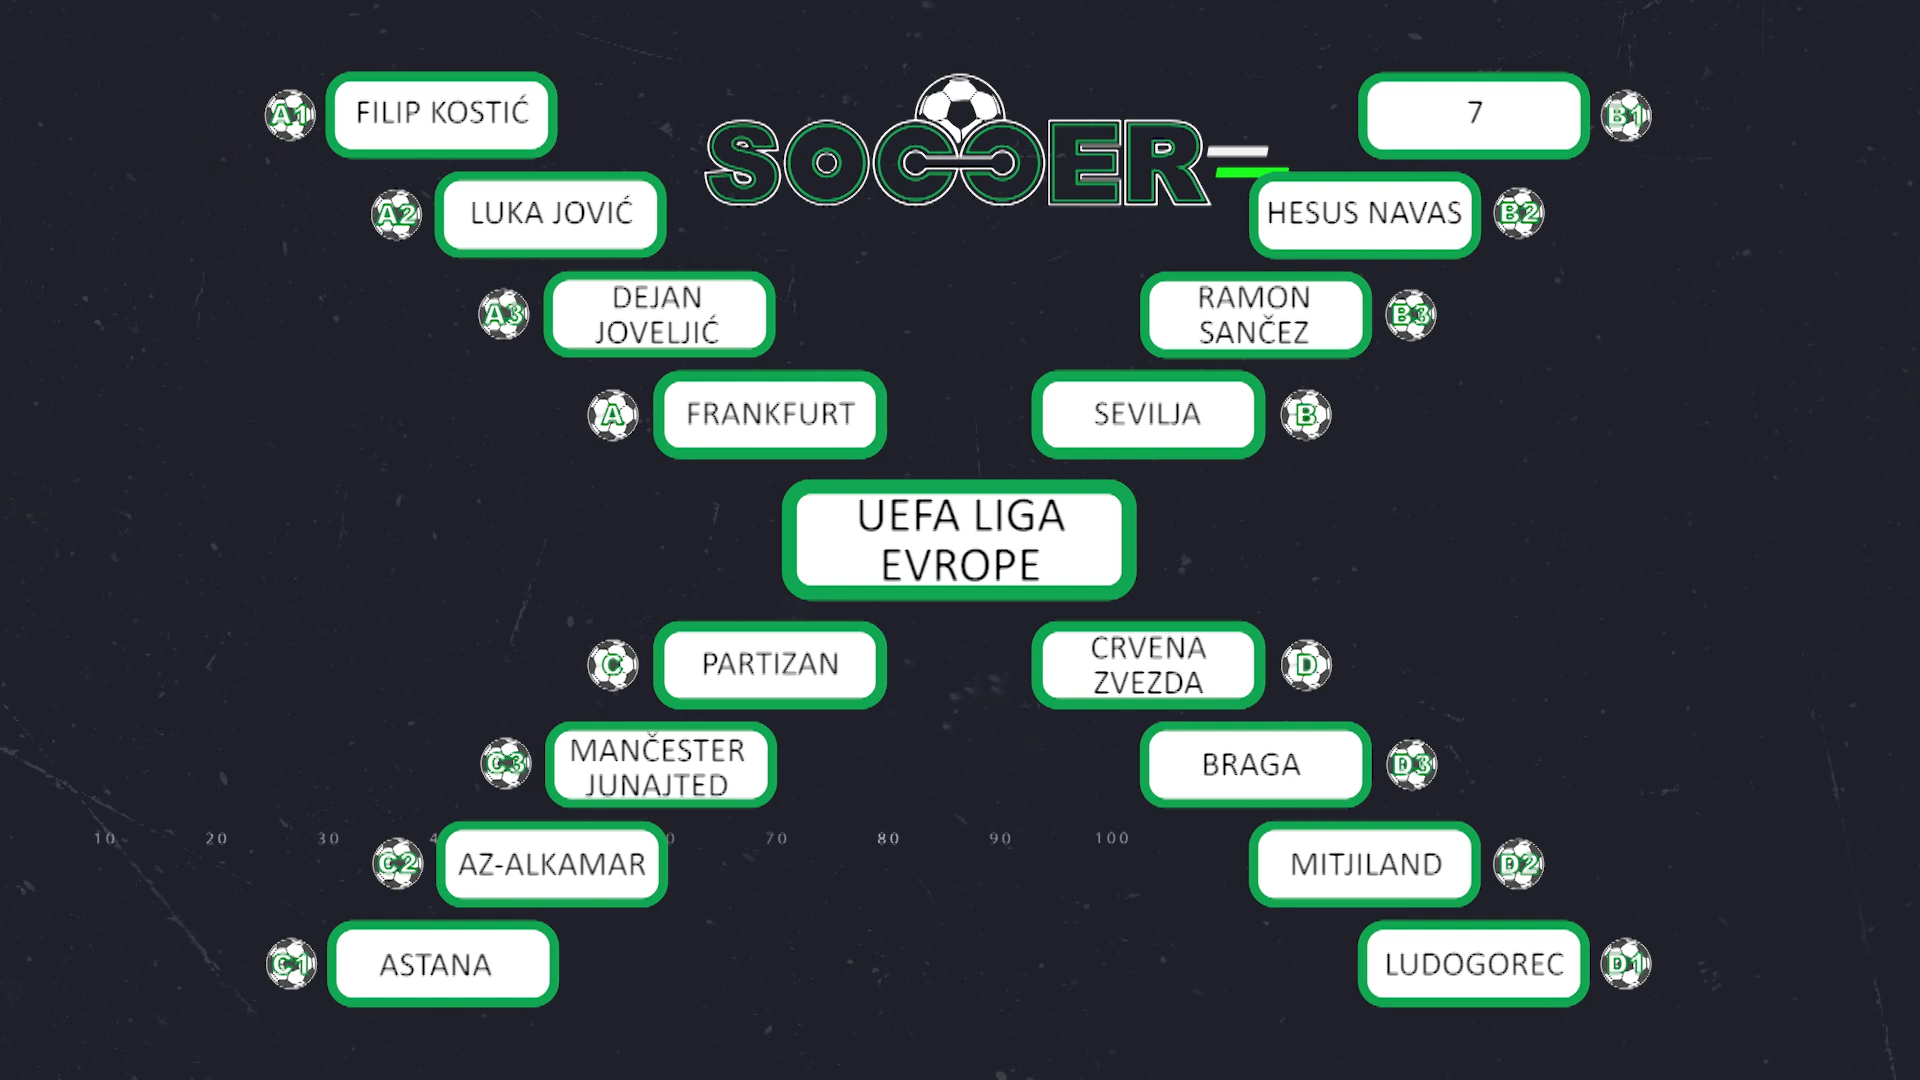 A1 FILIP KOSTIĆ
7 B1
SOCCER
A2 LUKA JOVIĆ
HESUS NAVAS B2
A3 DEJAN
JOVELJIĆ
RAMON
SANČEZ B3
A FRANKFURT
SEVILJA B
UEFA LIGA
EVROPE
C PARTIZAN
CRVENA
ZVEZDA D
C3 MANČESTER
JUNAJTED
BRAGA D3
10 20 30 4 0 70 80 90 100
C2 AZ-ALKAMAR
MITJILAND D2
C1 ASTANA
LUDOGOREC D1